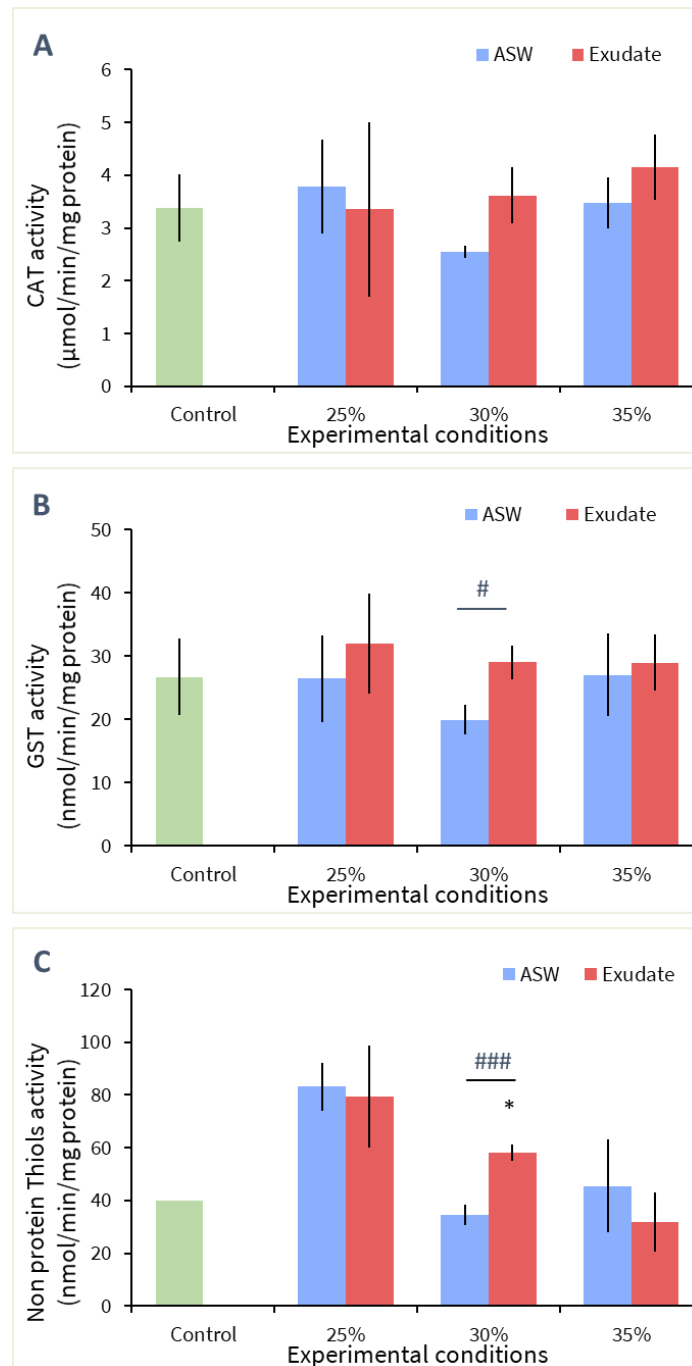 A
ASW Exudate
CAT activity
(µmol/min/mg protein)
6
5
4
3
2
1
0
Control 25% 30% 35%
Experimental conditions
B
ASW Exudate
GST activity
(nmol/min/mg protein)
50
40
30
20
10
0
#
Control 25% 30% 35%
Experimental conditions
C
ASW Exudate
Non protein Thiols activity
(nmol/min/mg protein)
120
100
80
60
40
20
0
###
*
Control 25% 30% 35%
Experimental conditions